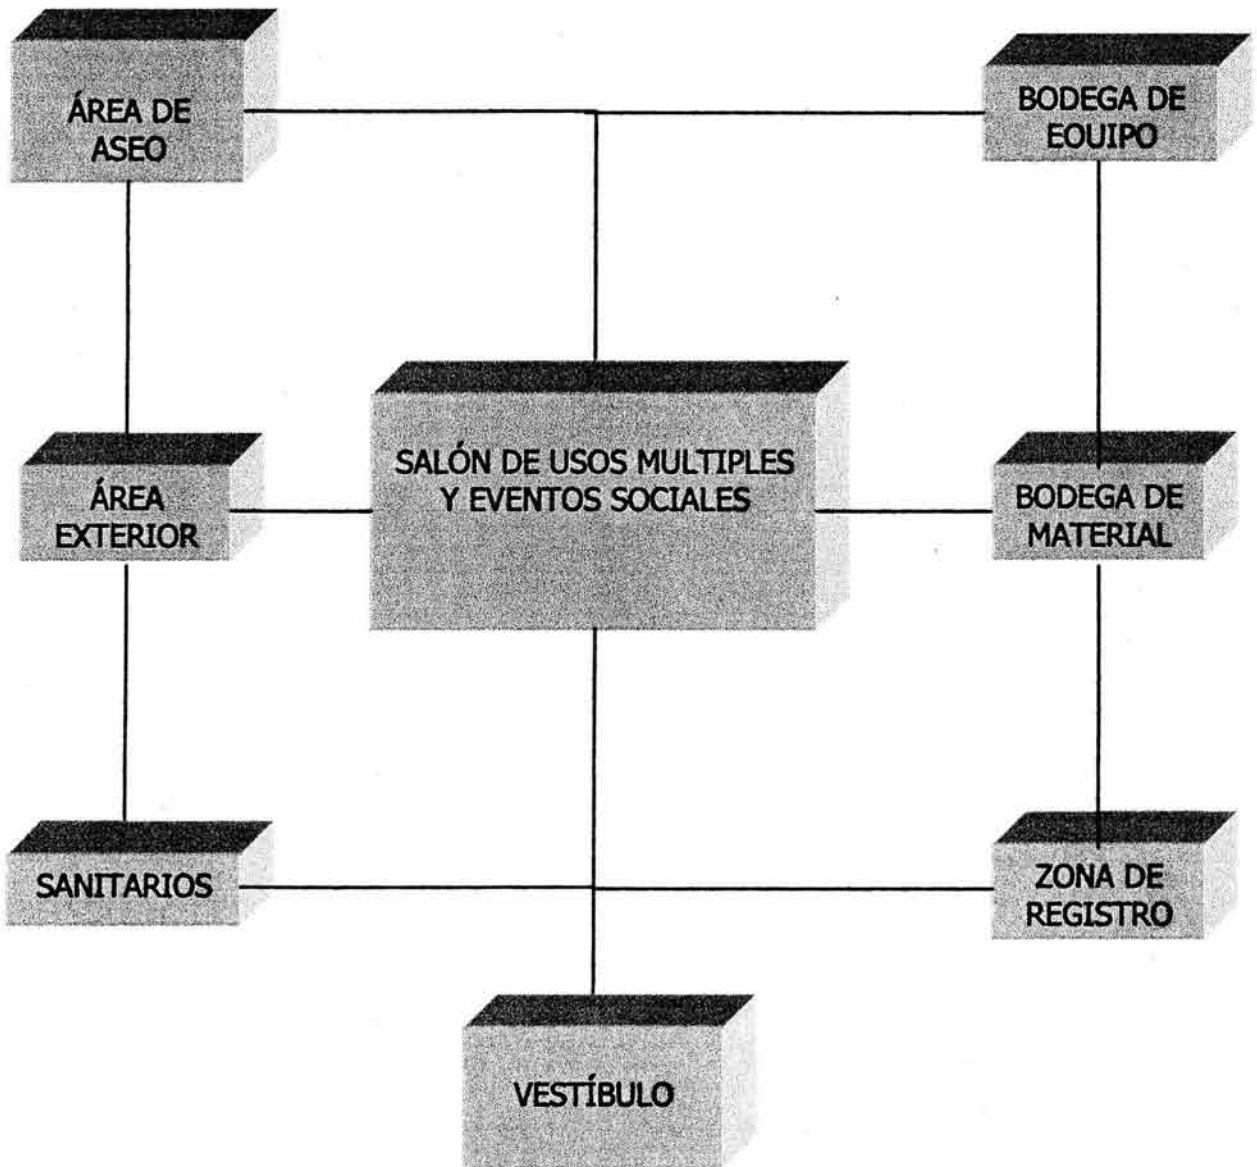 ÁREA DE
ASEO
BODEGA DE
EQUIPO
SALÓN DE USOS MULTIPLES
Y EVENTOS SOCIALES
ÁREA
EXTERIOR
BODEGA DE
MATERIAL
SANITARIOS
ZONA DE
REGISTRO
VESTÍBULO